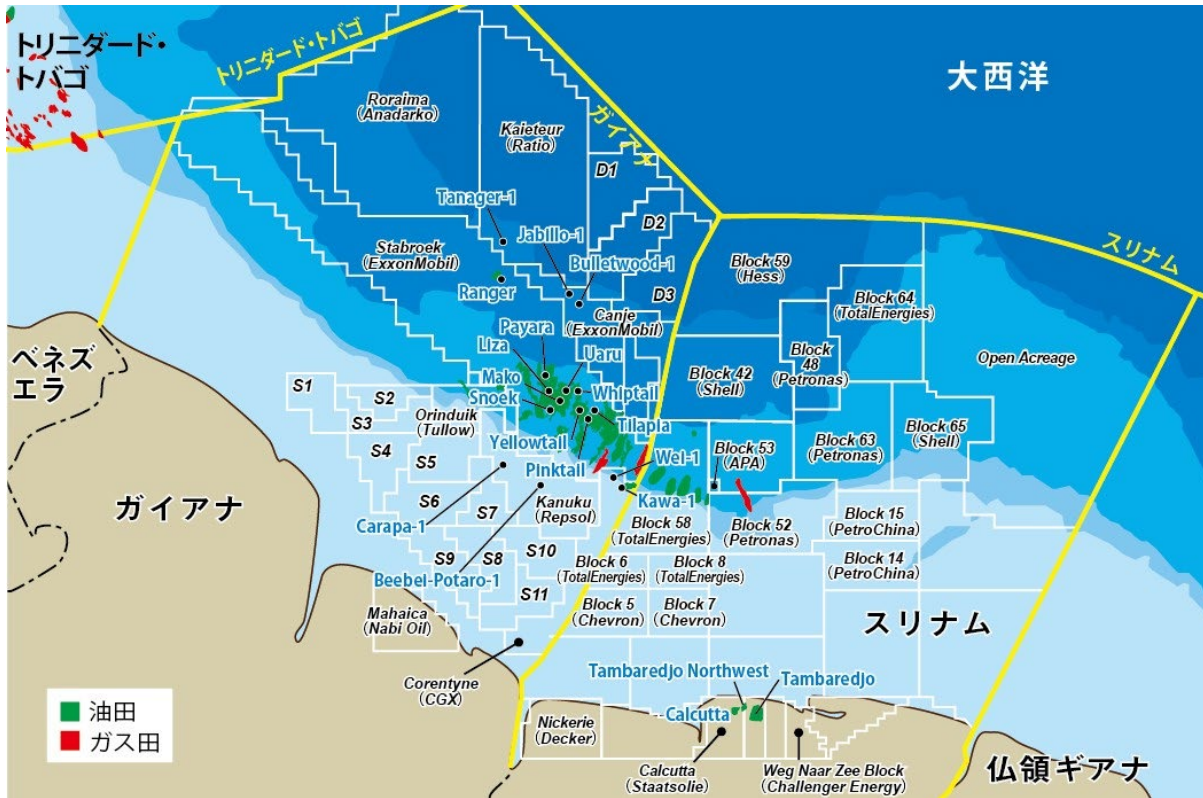 トリニダード・
トバゴ
トリニダード・トバゴ
大西洋
Roraima
(Anadarko)
Kaieteur
(Ratio)
ガイアナ
D1
Tanager-1
D2
Jabillo-1
Stabroek
(ExxonMobil)
Bulletwood-1
Block 59
(Hess)
スリナム
Ranger
D3
Block 64
(TotalEnergies)
Canje
(ExxonMobil)
Payara
Liza
Uaru
ベネズ
エラ
Block
48
(Petronas)
Open Acreage
Mako
Whiptail
Block 42
(Shell)
S1
S2
Snoek
S3
Orinduik
(Tullow)
Tilapia
Yellowtail
Block 63
(Petronas)
Block 65
(Shell)
S4
S5
Pinktail
Wei-1
Block 53
(APA)
ガイアナ
S6
S7
Kanuku
(Repsol)
Kawa-1
Carapa-1
Block 58
(TotalEnergies)
Block 52
(Petronas)
Block 15
(PetroChina)
S9
S8
S10
Block 6
(TotalEnergies)
Block 8
(TotalEnergies)
Block 14
(PetroChina)
Beebei-Potaro-1
S11
Block 5
(Chevron)
Block 7
(Chevron)
Mahaica
(Nabi Oil)
スリナム
Corentyne
(CGX)
Tambaredjo Northwest
Tambaredjo
油田
ガス田
Nickerie
(Decker)
Calcutta
Calcutta
(Staatsolie)
Weg Naar Zee Block
(Challenger Energy)
仏領ギアナ